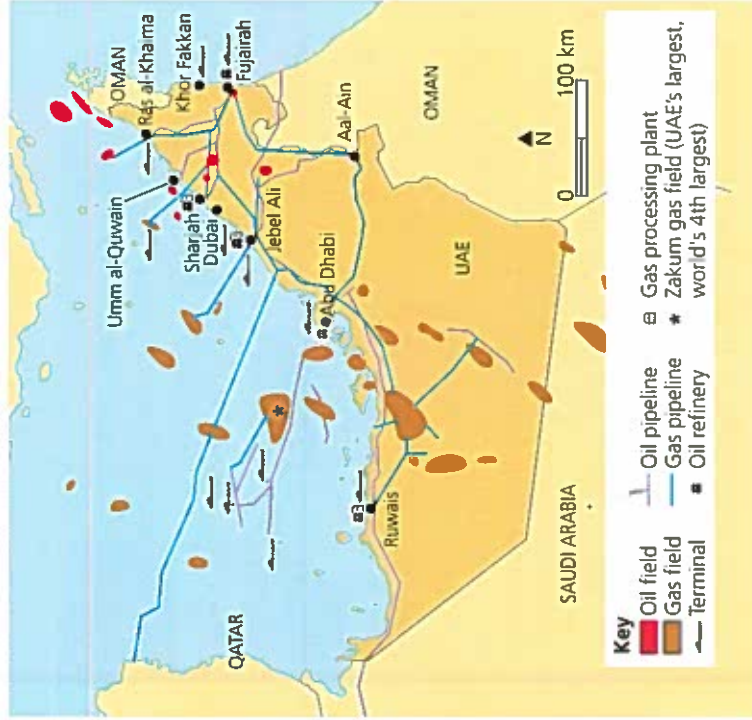 OMAN
Ras al-Khaima
Khor Fakkan
Fujairah
Umm al-Quwain
Sharjah
Dubai
Jebel Ali
Aal-Ain
Abu Dhabi
OMAN
UAE
Ruwais
QATAR
SAUDI ARABIA
N
0 100 km
Key
Oil field
Gas field
Terminal
Oil pipeline
Gas pipeline
Oil refinery
Gas processing plant
* Zakum gas field (UAE's largest,
world's 4th largest)